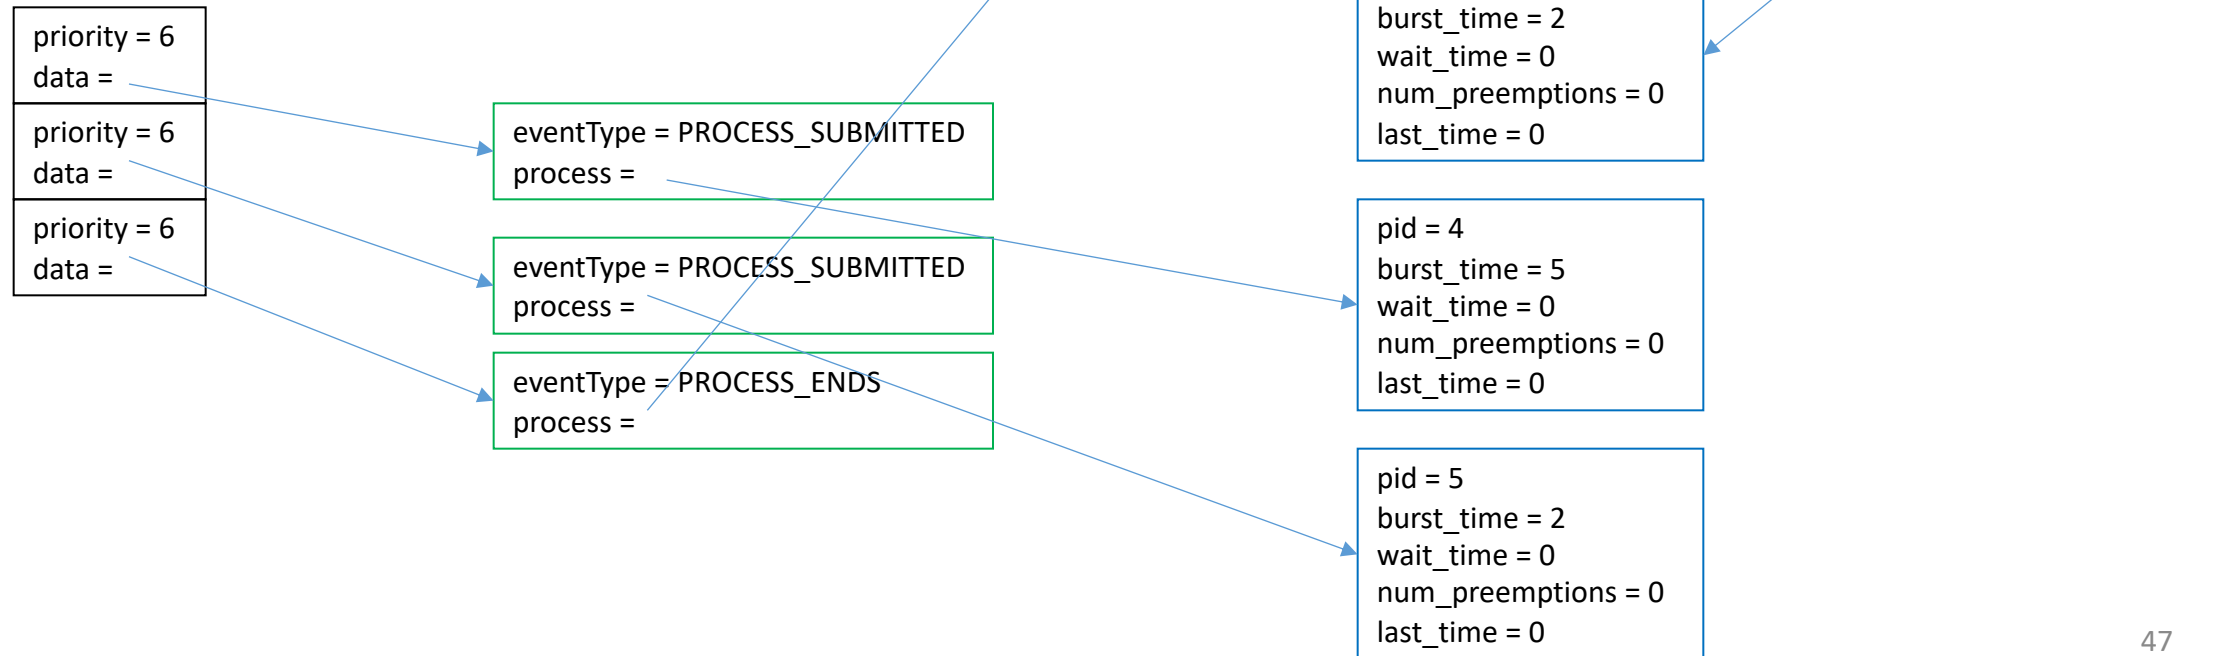 priority = 6
data =
priority = 6
data =
priority = 6
data =
eventType = PROCESS_SUBMITTED
process =
eventType = PROCESS_SUBMITTED
process =
eventType = PROCESS_ENDS
process =
burst_time = 2
wait_time = 0
num_preemptions = 0
last_time = 0
pid = 4
burst_time = 5
wait_time = 0
num_preemptions = 0
last_time = 0
pid = 5
burst_time = 2
wait_time = 0
num_preemptions = 0
last_time = 0
47